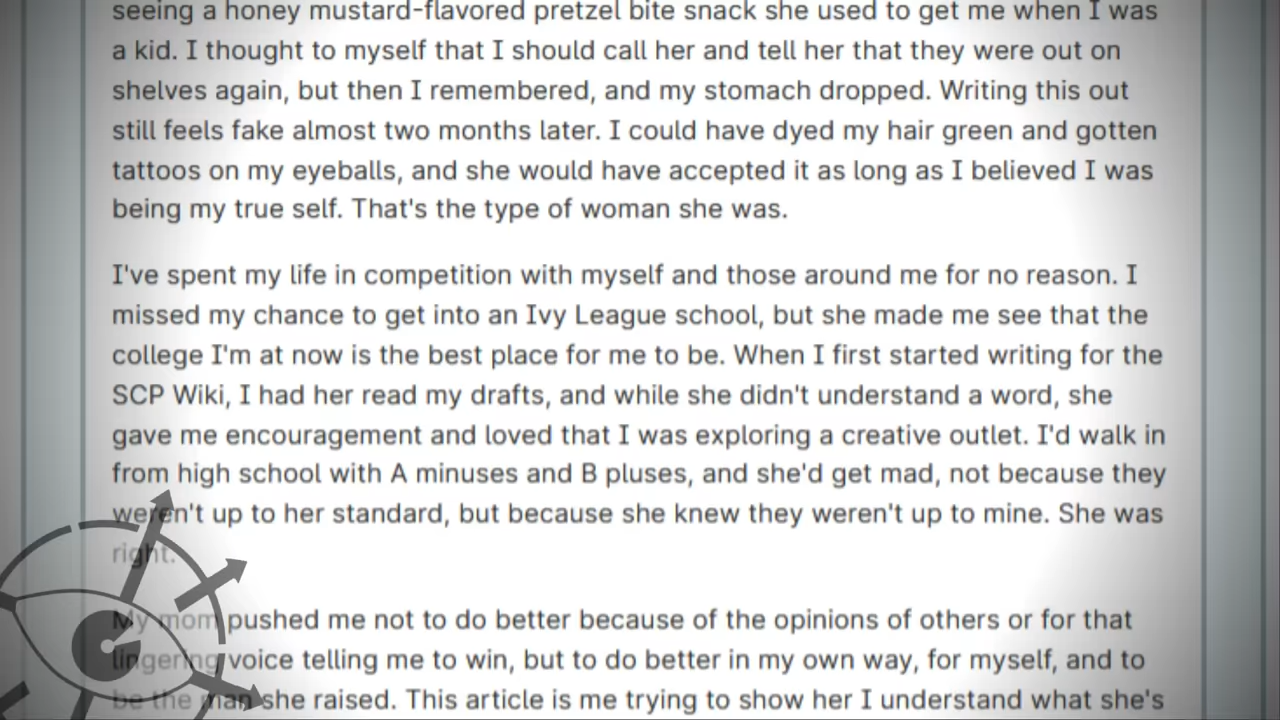 seeing a honey mustard-flavored pretzel bite snack she used to get me when I was
a kid. I thought to myself that I should call her and tell her that they were out on
shelves again, but then I remembered, and my stomach dropped. Writing this out
still feels fake almost two months later. I could have dyed my hair green and gotten
tattoos on my eyeballs, and she would have accepted it as long as I believed I was
being my true self. That's the type of woman she was.
I've spent my life in competition with myself and those around me for no reason. I
missed my chance to get into an Ivy League school, but she made me see that the
college I'm at now is the best place for me to be. When I first started writing for the
SCP Wiki, I had her read my drafts, and while she didn't understand a word, she
gave me encouragement and loved that I was exploring a creative outlet. I'd walk in
from high school with A minuses and B pluses, and she'd get mad, not because they
weren't up to her standard, but because she knew they weren't up to mine. She was
right.
My mom pushed me not to do better because of the opinions of others or for that
lingering voice telling me to win, but to do better in my own way, for myself, and to
be the man she raised. This article is me trying to show her I understand what she's